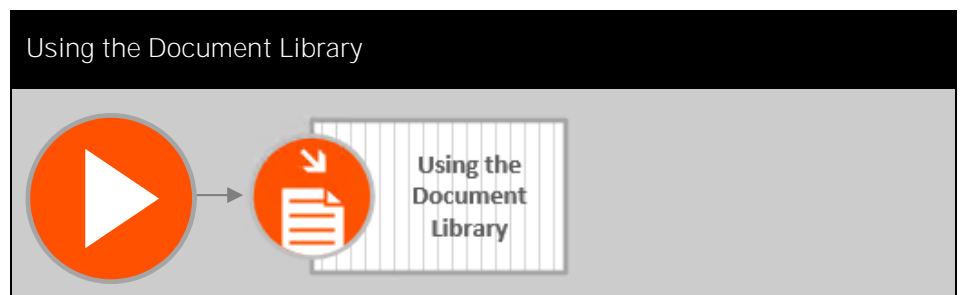 Using the Document Library
Using the
Document
Library